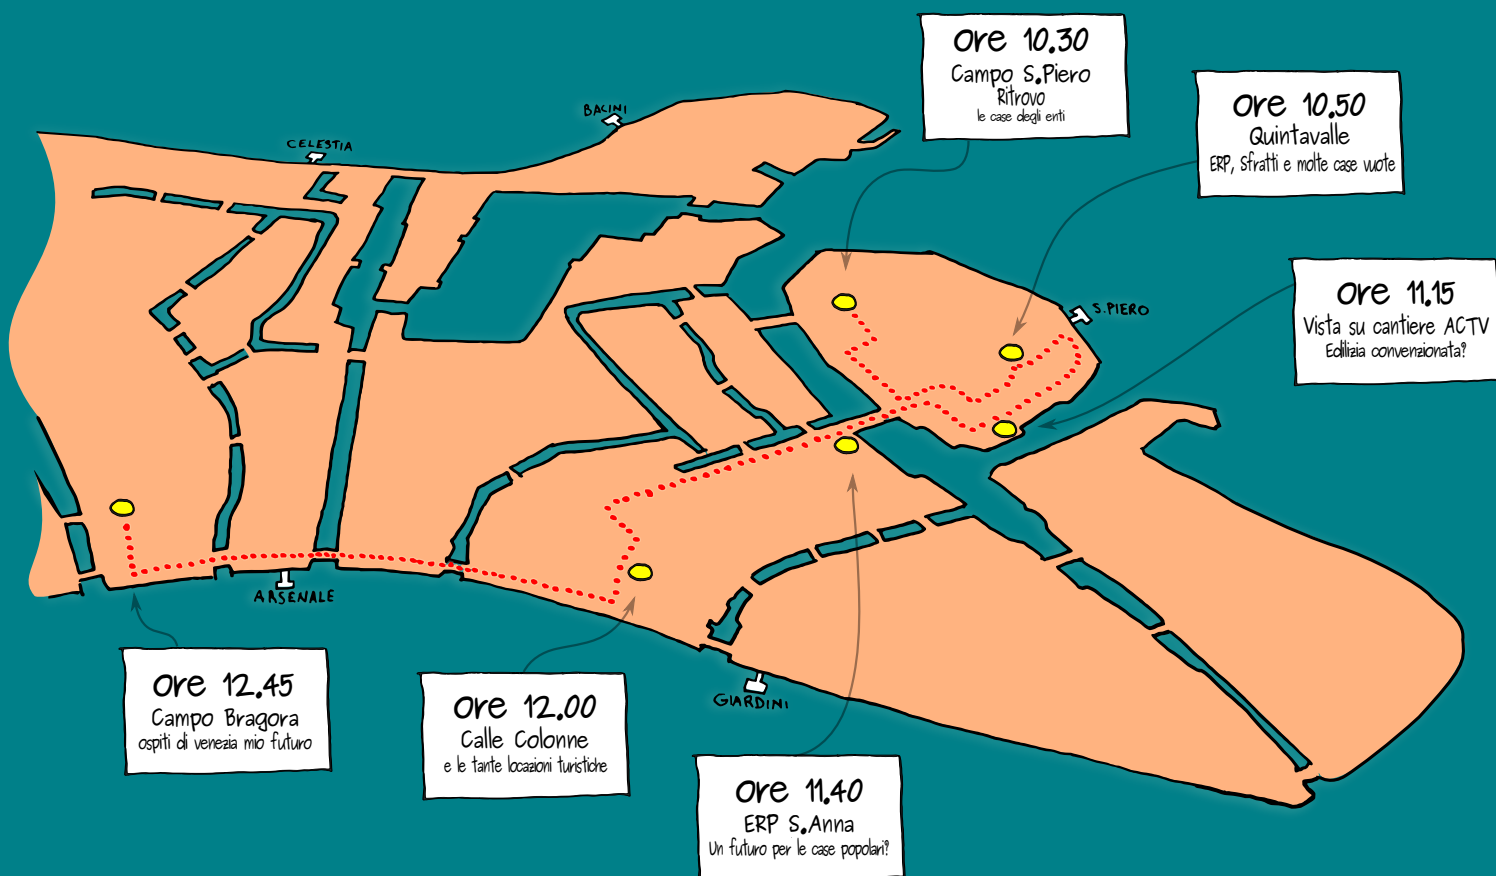 ore 10.30
Campo S.Piero
Ritrovo
le case degli enti
ore 10.50
Quintavalle
ERP, Sfratti e molte case vuote
ore 11.15
Vista su cantiere ACTV
Edilizia convenzionata?
BACINI
CELESTIA
S.PIERO
ARSENALE
GIARDINI
ore 12.45
Campo Bragora
ospiti di venezia mio futuro
ore 12.00
Calle Colonne
e le tante locazioni turistiche
ore 11.40
ERP S.Anna
Un futuro per le case popolari?